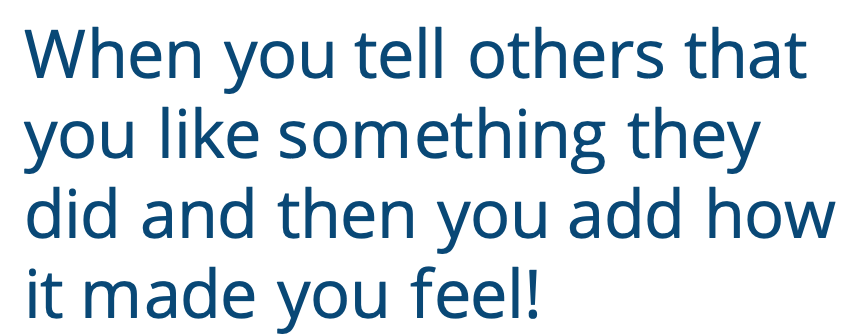 When you tell others that
you like something they
did and then you add how
it made you feel!